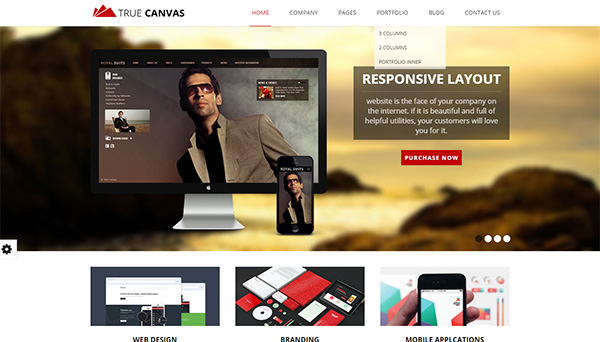 TRUE CANVAS
HOME COMPANY PAGES PORTFOLIO BLOG CONTACT US
3 COLUMNS
2 COLUMNS
PORTFOLIO INNER
ROYAL SUITS
RESPONSIVE LAYOUT
website is the face of your company on
the internet. if it is beautiful and full of
helpful utilities, your customers will love
you for it.
PURCHASE NOW
ROYAL SUITS
WEB DESIGN BRANDING MOBILE APPLCATIONS